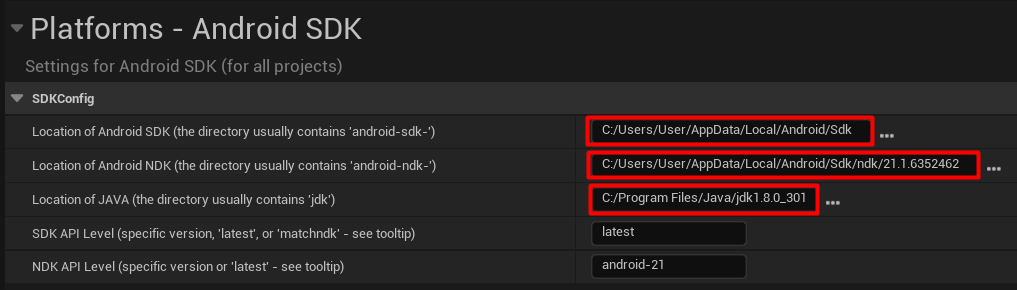 Platforms - Android SDK
Settings for Android SDK (for all projects)
SDKConfig
Location of Android SDK (the directory usually contains 'android-sdk-') C:/Users/User/AppData/Local/Android/Sdk ...
Location of Android NDK (the directory usually contains 'android-ndk-') C:/Users/User/AppData/Local/Android/Sdk/ndk/21.1.6352462 ...
Location of JAVA (the directory usually contains 'jdk') C:/Program Files/Java/jdk1.8.0_301 ...
SDK API Level (specific version, 'latest', or 'matchndk' - see tooltip) latest
NDK API Level (specific version or 'latest' - see tooltip) android-21